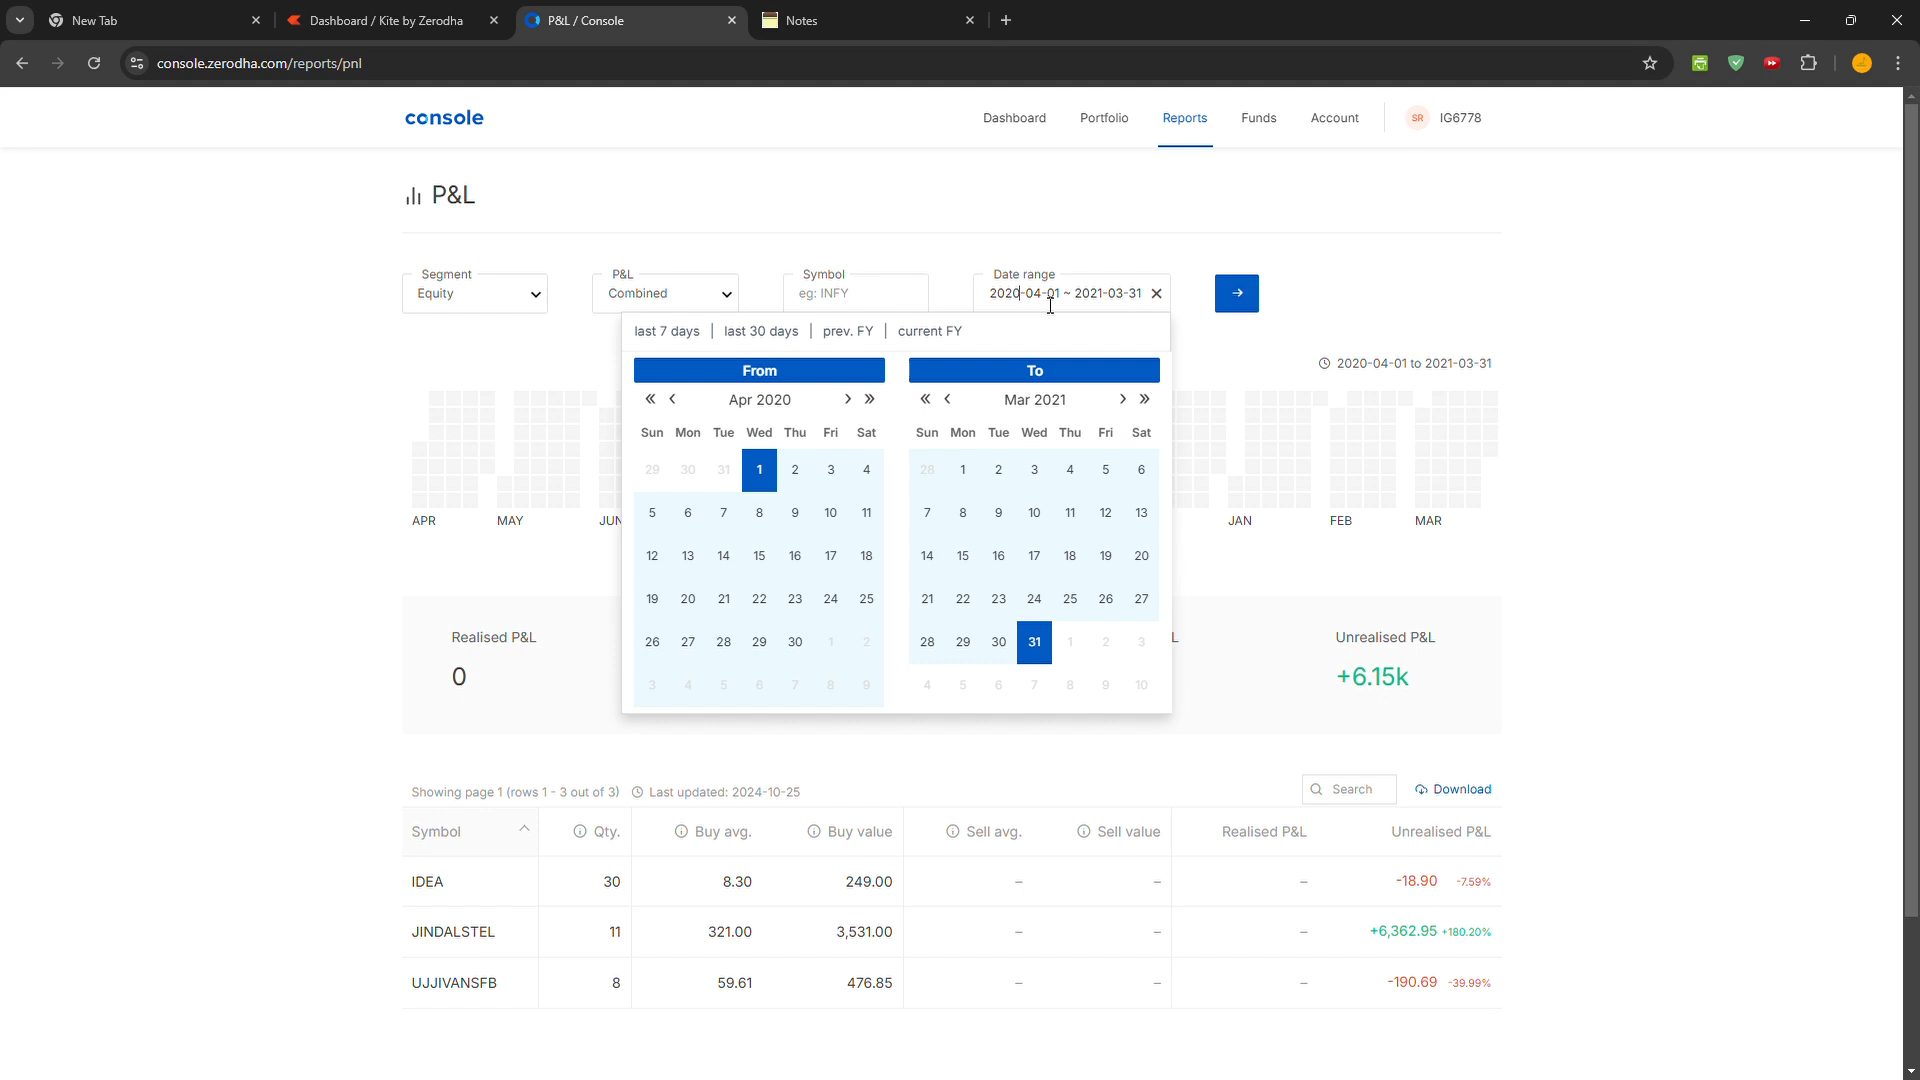 New Tab
Dashboard / Kite by Zerodha
P&L / Console
Notes
console.zerodha.com/reports/pnl
console
Dashboard
Portfolio
Reports
Funds
Account
SR
IG6778
P&L
Segment
Equity
P&L
Combined
Symbol
eg: INFY
Date range
2020-04-01 ~ 2021-03-31
last 7 days | last 30 days | prev. FY | current FY
2020-04-01 to 2021-03-31
From
Apr 2020
Sun Mon Tue Wed Thu Fri Sat
29 30 31 1 2 3 4
5 6 7 8 9 10 11
12 13 14 15 16 17 18
19 20 21 22 23 24 25
26 27 28 29 30 1 2
3 4 5 6 7 8 9
To
Mar 2021
Sun Mon Tue Wed Thu Fri Sat
28 1 2 3 4 5 6
7 8 9 10 11 12 13
14 15 16 17 18 19 20
21 22 23 24 25 26 27
28 29 30 31 1 2 3
4 5 6 7 8 9 10
APR MAY JUN JAN FEB MAR
Realised P&L
0
L
Unrealised P&L
+6.15k
Showing page 1 (rows 1 - 3 out of 3) Last updated: 2024-10-25
Search
Download
Symbol Qty. Buy avg. Buy value Sell avg. Sell value Realised P&L Unrealised P&L
IDEA 30 8.30 249.00 – – – -18.90 -7.59%
JINDALSTEL 11 321.00 3,531.00 – – – +6,362.95 +180.20%
UJJIVANSFB 8 59.61 476.85 – – – -190.69 -39.99%